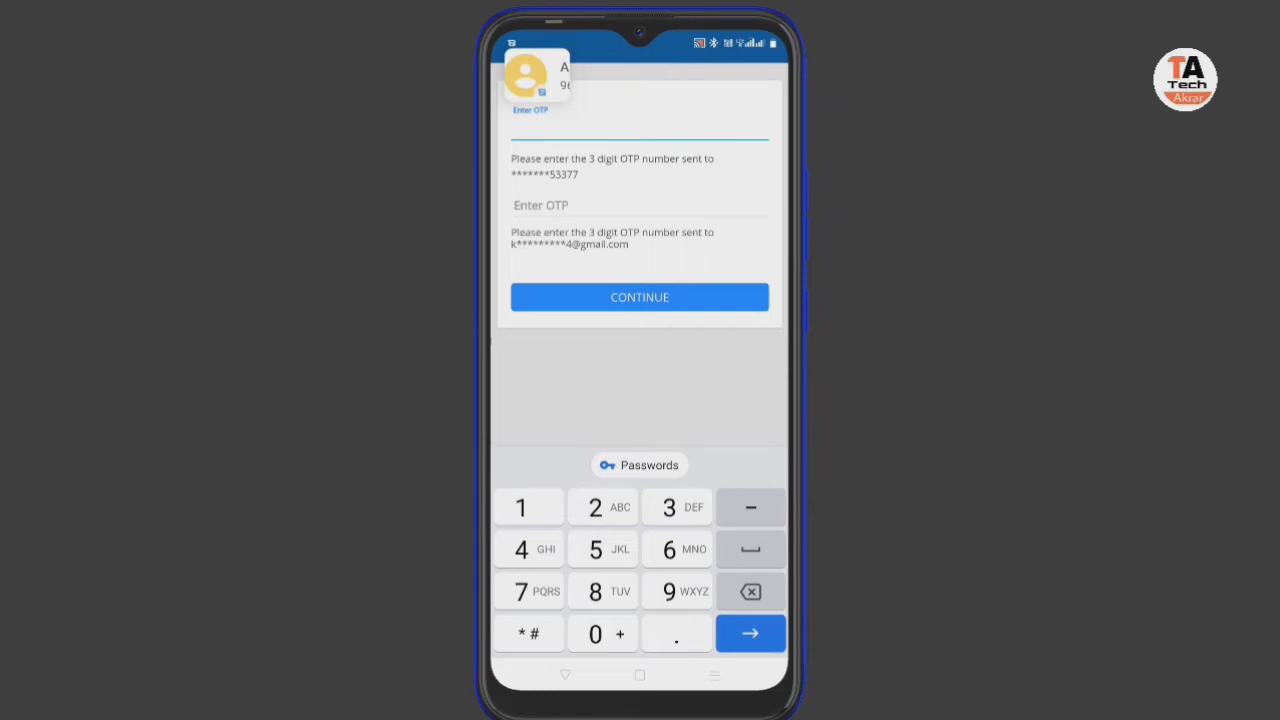 TA
Tech
Akrar
A
96
Enter OTP
Please enter the 3 digit OTP number sent to
*******53377
Enter OTP
Please enter the 3 digit OTP number sent to
k*********4@gmail.com
CONTINUE
Passwords
1
2 ABC
3 DEF
-
4 GHI
5 JKL
6 MNO
7 PQRS
8 TUV
9 WXYZ
* #
0 +
.